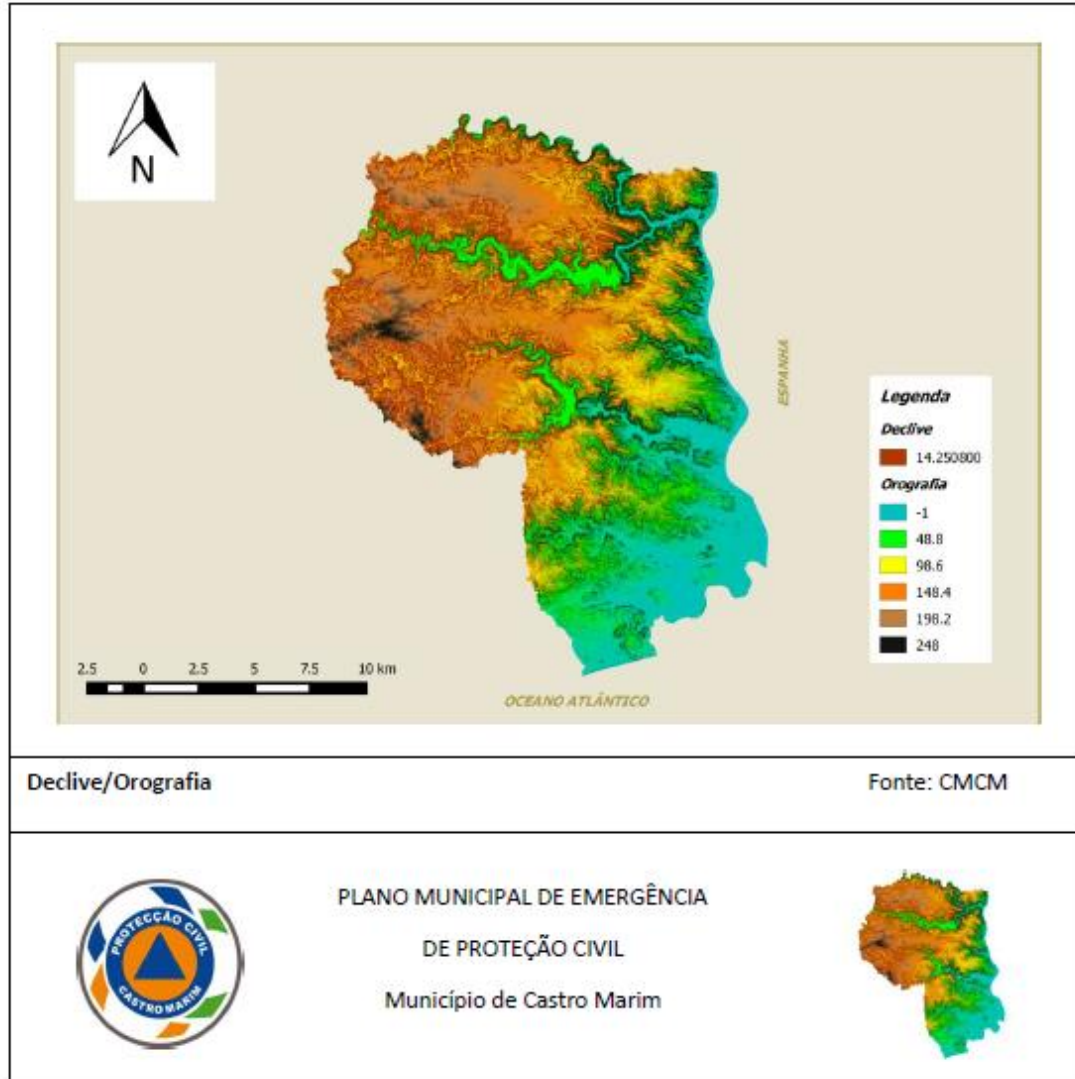 N
ESPANHA
Legenda
Declive
14.250800
Orografia
-1
48.8
98.6
148.4
198.2
248
2.5 0 2.5 5 7.5 10 km
OCEANO ATLÂNTICO
Declive/Orografia
Fonte: CMCM
PROTECÇÃO CIVIL
CASTRO MARIM
PLANO MUNICIPAL DE EMERGÊNCIA
DE PROTEÇÃO CIVIL
Município de Castro Marim